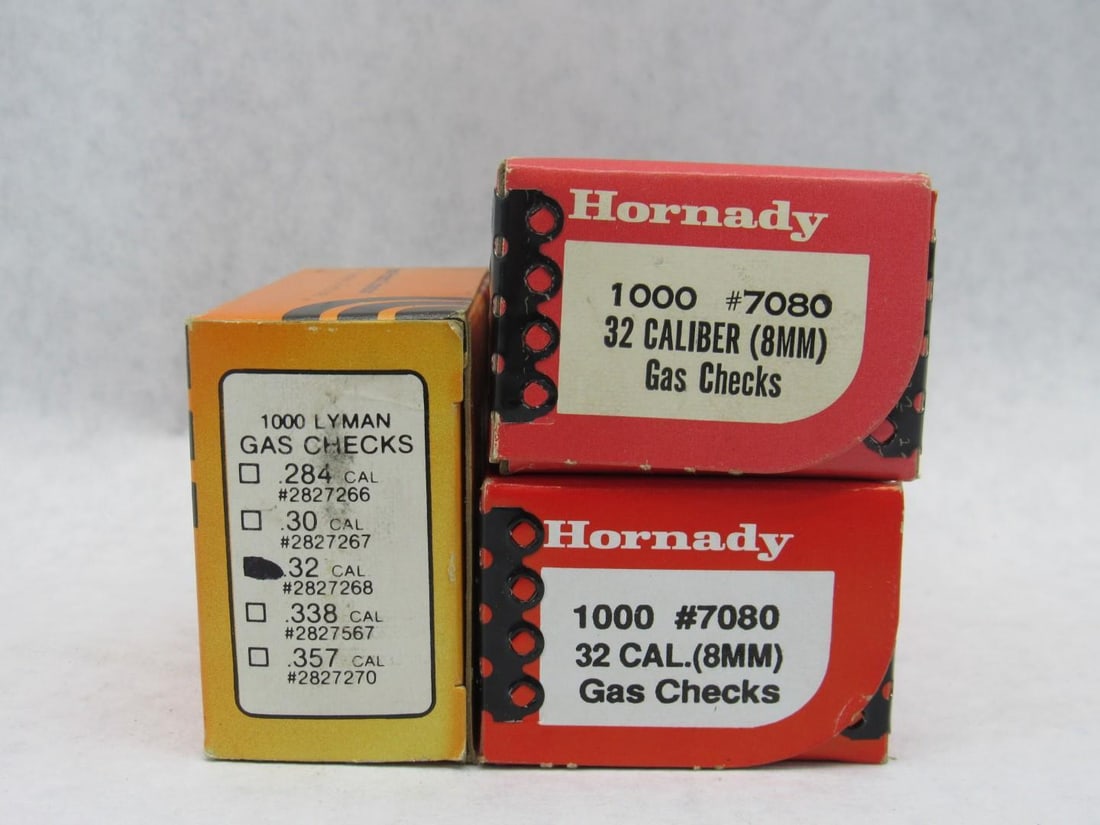 1000 LYMAN
GAS CHECKS
.284 CAL
#2827266
.30 CAL
#2827267
.32 CAL
#2827268
.338 CAL
#2827567
.357 CAL
#2827270
Hornady
1000 #7080
32 CALIBER (8MM)
Gas Checks
Hornady
1000 #7080
32 CAL.(8MM)
Gas Checks